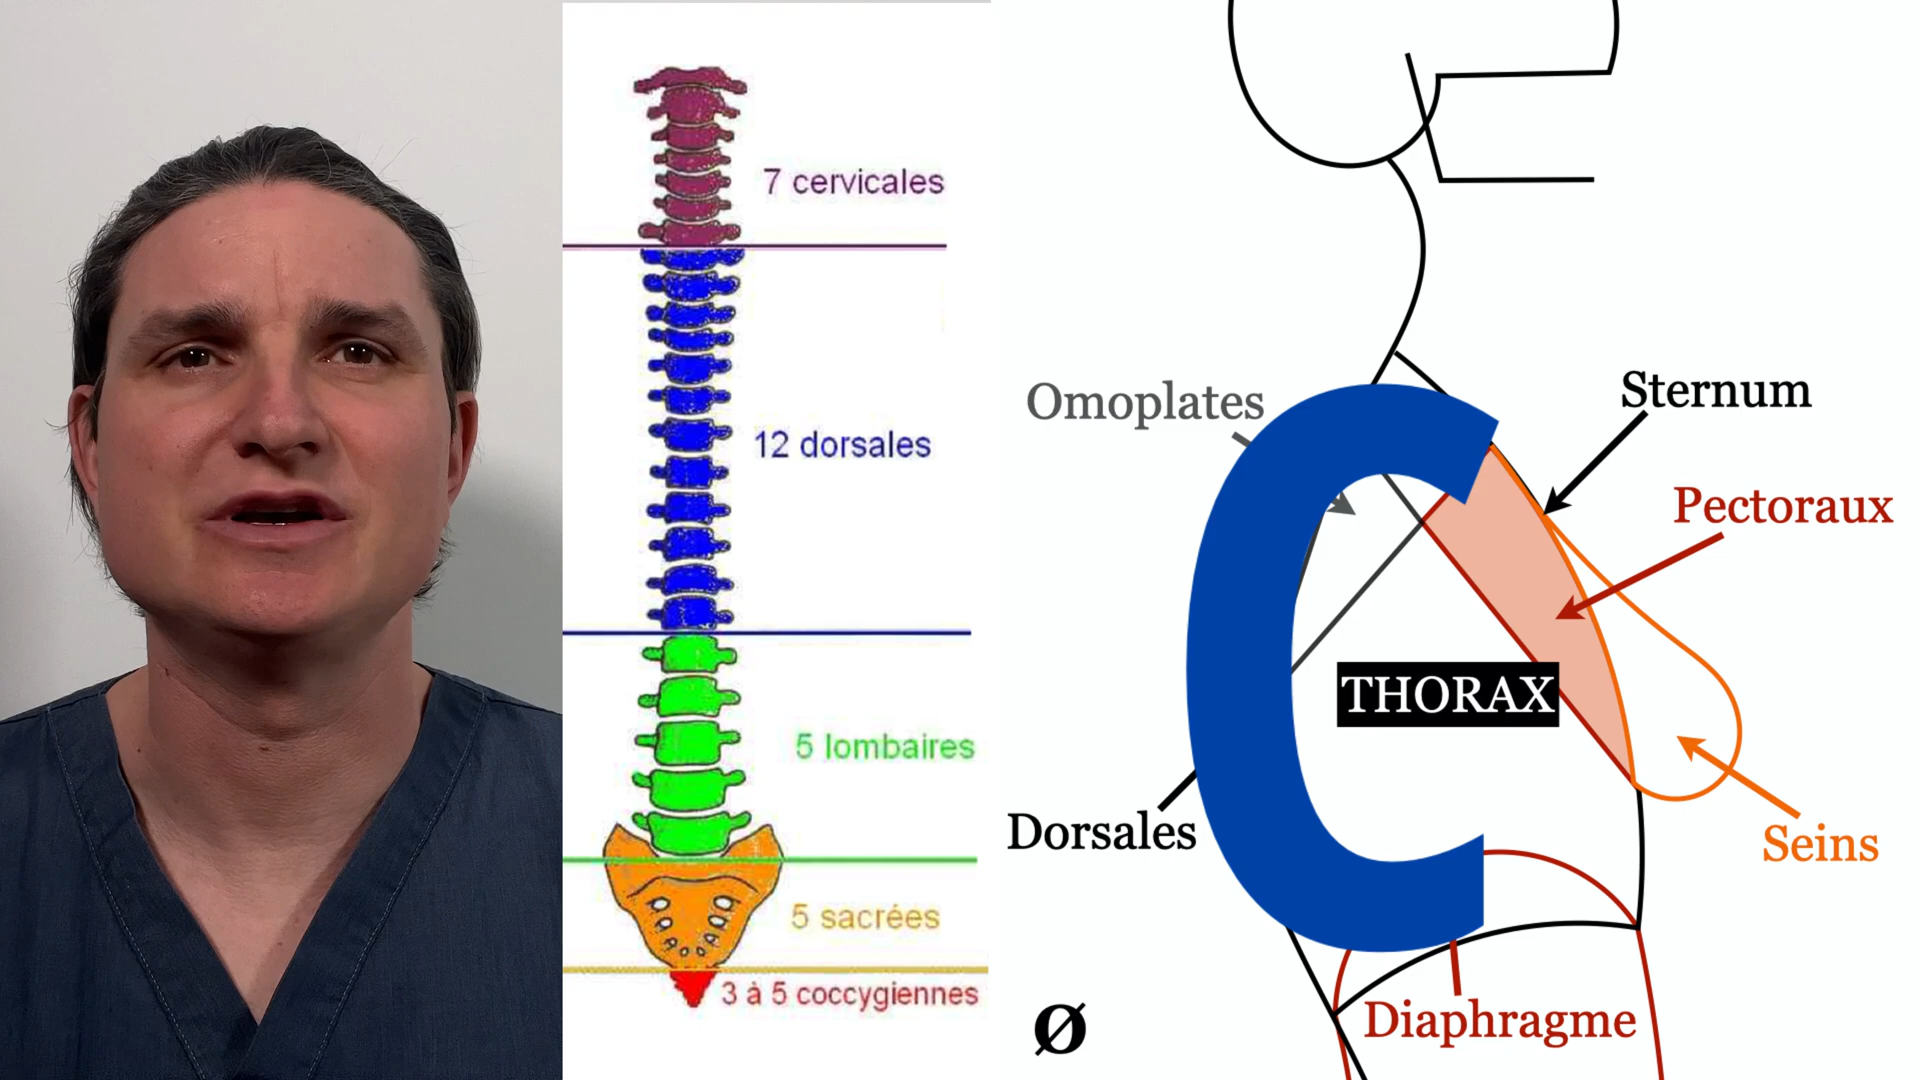 7 cervicales
12 dorsales
5 lombaires
5 sacrées
3 à 5 coccygiennes
Omoplates
Sternum
Pectoraux
C
THORAX
Dorsales
Seins
Diaphragme
Ø